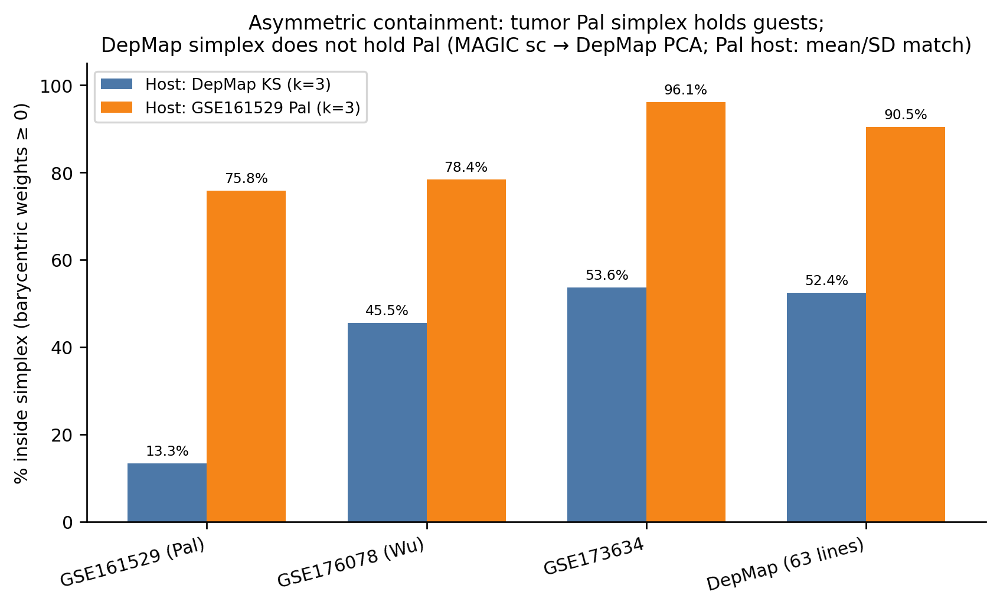 Asymmetric containment: tumor Pal simplex holds guests;
DepMap simplex does not hold Pal (MAGIC sc → DepMap PCA; Pal host: mean/SD match)
Host: DepMap KS (k=3)
Host: GSE161529 Pal (k=3)
% inside simplex (barycentric weights ≥ 0)
100
80
60
40
20
0
13.3%
75.8%
45.5%
78.4%
53.6%
96.1%
52.4%
90.5%
GSE161529 (Pal)
GSE176078 (Wu)
GSE173634
DepMap (63 lines)